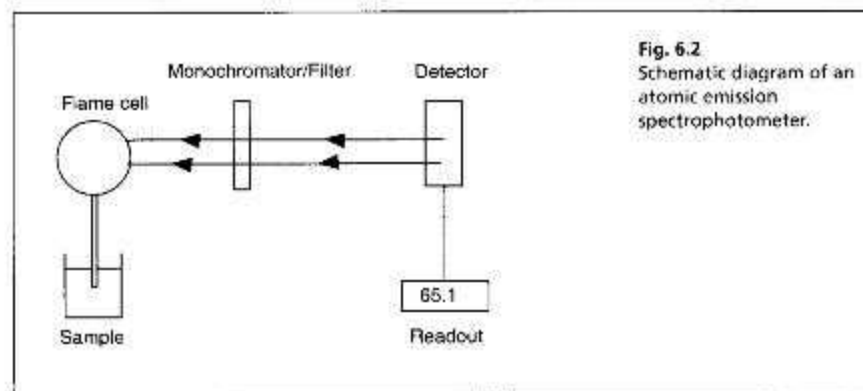 Monochromator/Filter
Detector
Flame cell
Sample
65.1
Readout
Fig. 6.2
Schematic diagram of an
atomic emission
spectrophotometer.